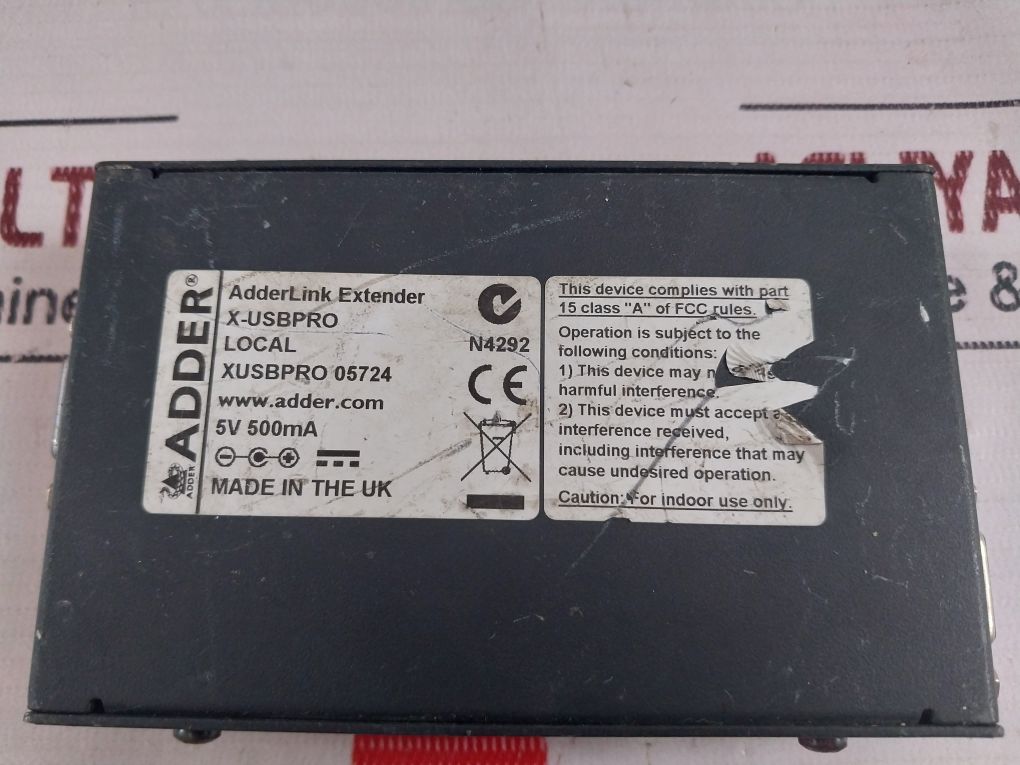 ADDER®
ADDER
AdderLink Extender
X-USBPRO
LOCAL
XUSBPRO 05724
www.adder.com
5V 500mA
MADE IN THE UK
N4292
CE
This device complies with part
15 class "A" of FCC rules.
Operation is subject to the
following conditions:
1) This device may
harmful interference.
2) This device must accept
interference received,
including interference that may
cause undesired operation.
Caution: For indoor use only.